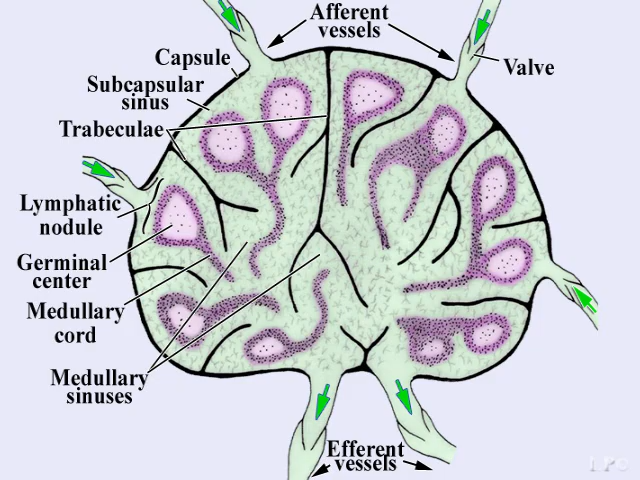 Afferent
vessels
Capsule
Valve
Subcapsular
sinus
Trabeculae
Lymphatic
nodule
Germinal
center
Medullary
cord
Medullary
sinuses
Efferent
vessels